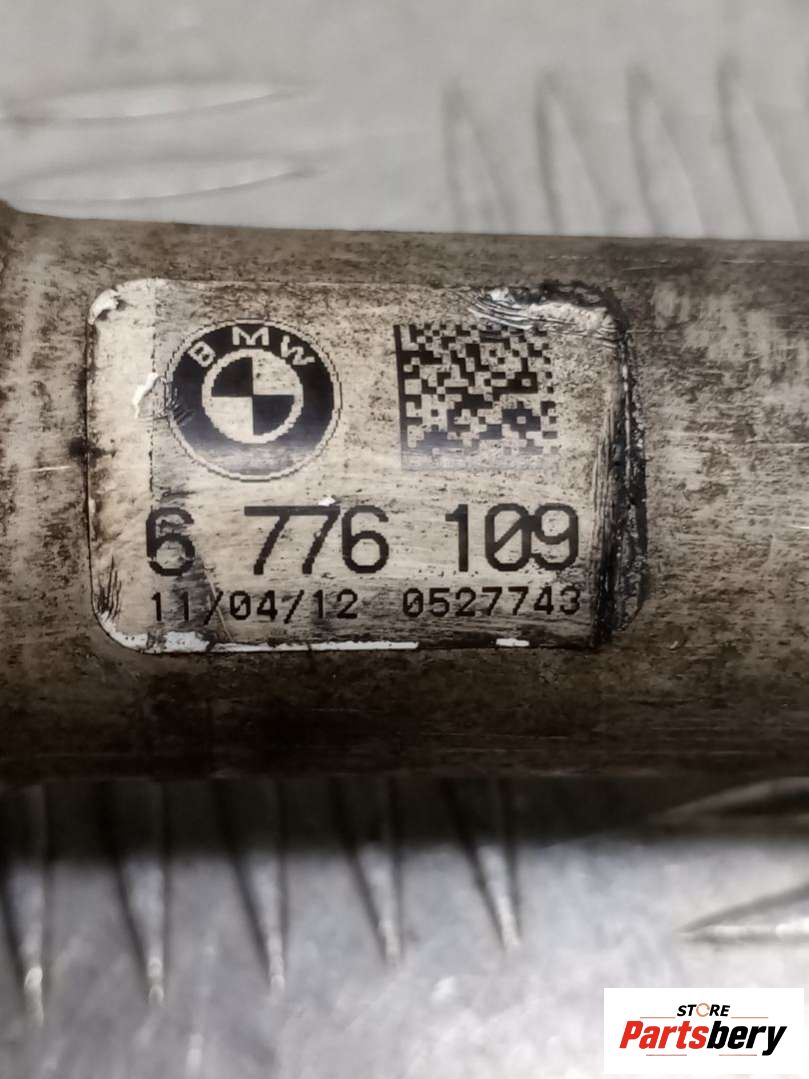 BMW
6 776 109
11/04/12 0527743
STORE
Partsbery